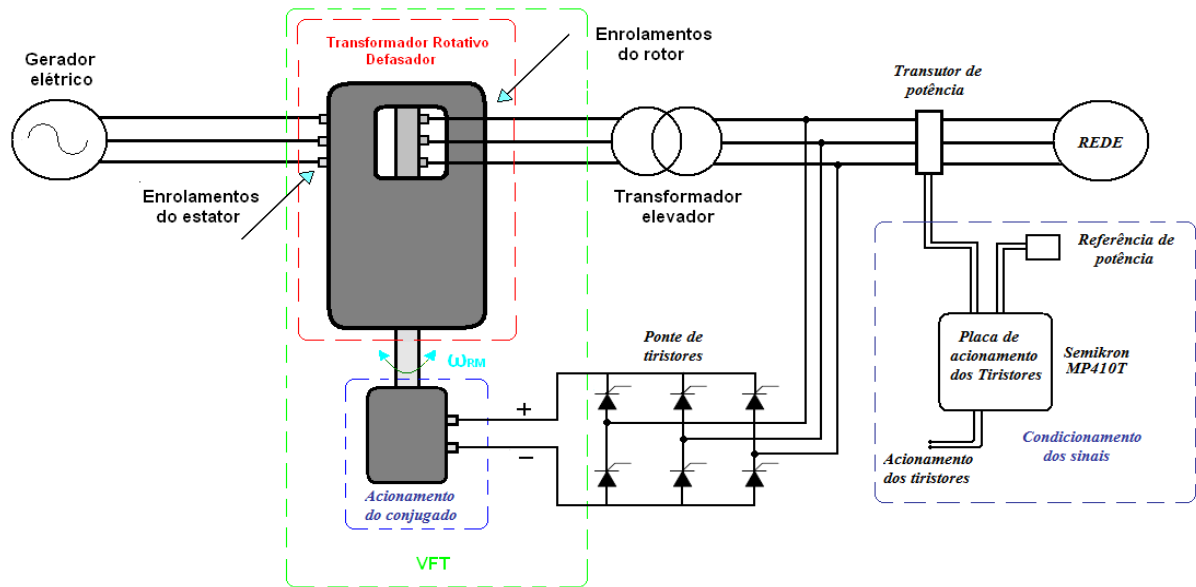 Gerador
elétrico
Transformador Rotativo
Defasador
Enrolamentos
do rotor
Transutor de
potência
REDE
Enrolamentos
do estator
Transformador
elevador
Referência de
potência
Placa de
acionamento
dos Tiristores
Semikron
MP410T
Ponte de
tiristores
ωRM
+
−
Acionamento
do conjugado
Acionamento
dos tiristores
Condicionamento
dos sinais
VFT